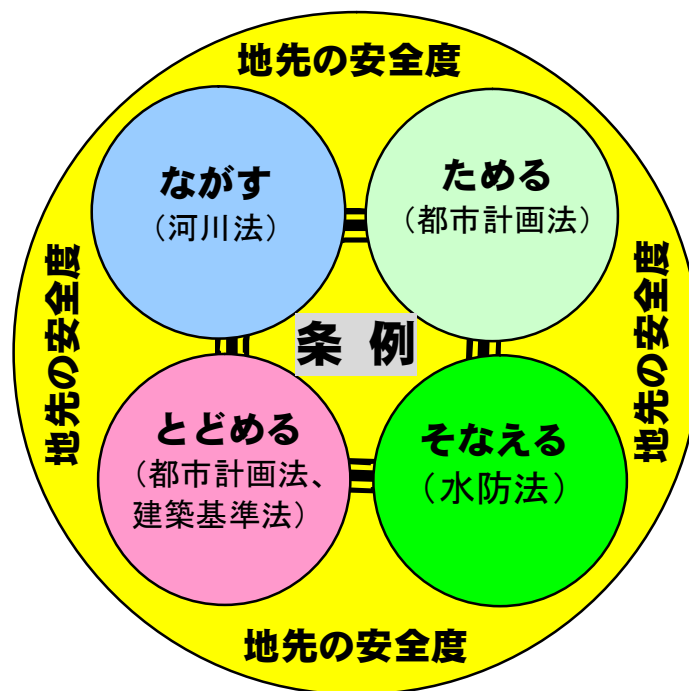 地先の安全度
ながす
（河川法）
ためる
（都市計画法）
地先の安全度
地先の安全度
条 例
とどめる
（都市計画法、
建築基準法）
そなえる
（水防法）
地先の安全度